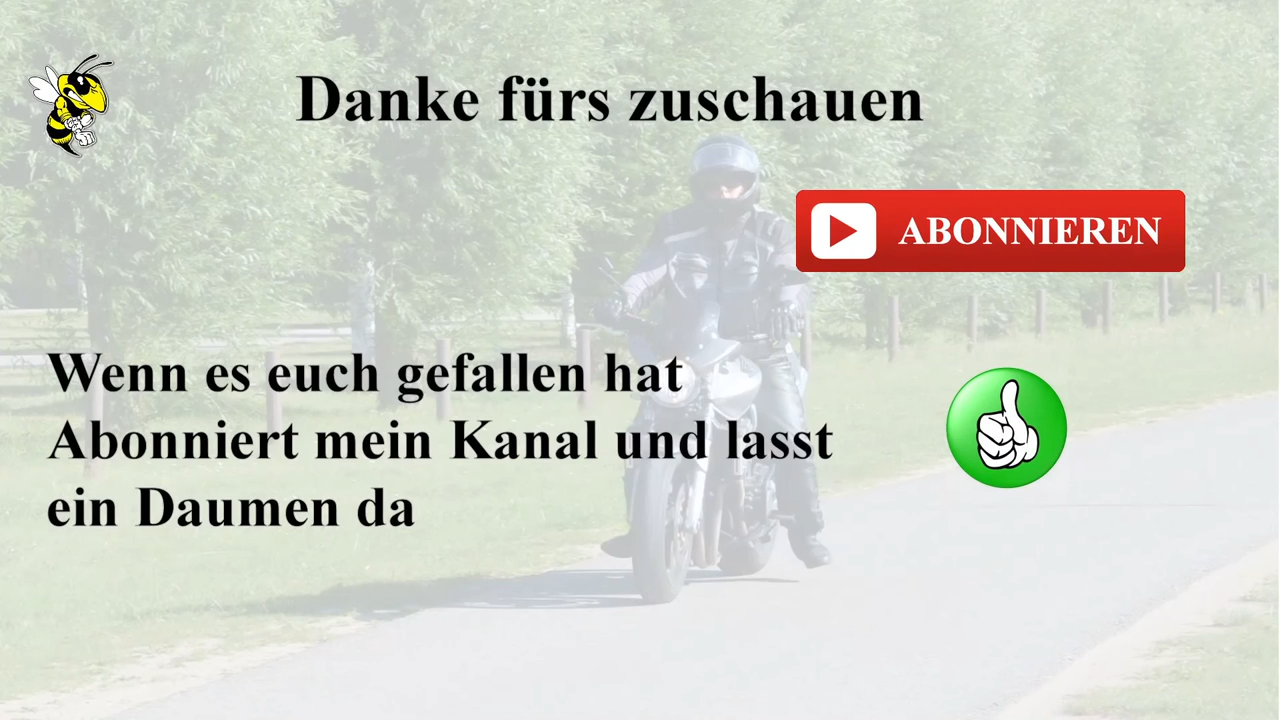 Danke fürs zuschauen
ABONNIEREN
Wenn es euch gefallen hat
Abonniert mein Kanal und lasst
ein Daumen da